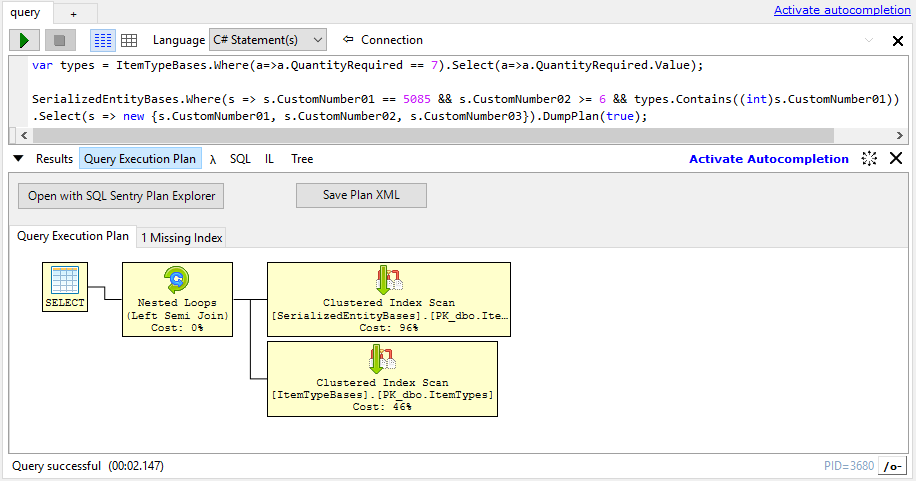 query
+
Activate autocompletion
Language C# Statement(s) Connection
var types = ItemTypeBases.Where(a=>a.QuantityRequired == 7).Select(a=>a.QuantityRequired.Value);
SerializedEntityBases.Where(s => s.CustomNumber01 == 5085 && s.CustomNumber02 >= 6 && types.Contains((int)s.CustomNumber01))
.Select(s => new {s.CustomNumber01, s.CustomNumber02, s.CustomNumber03}).DumpPlan(true);
Results Query Execution Plan λ SQL IL Tree Activate Autocompletion
Open with SQL Sentry Plan Explorer Save Plan XML
Query Execution Plan 1 Missing Index
SELECT
Nested Loops
(Left Semi Join)
Cost: 0%
Clustered Index Scan
[SerializedEntityBases].[PK_dbo.Ite...
Cost: 96%
Clustered Index Scan
[ItemTypeBases].[PK_dbo.ItemTypes]
Cost: 46%
Query successful (00:02.147) PID=3680 /o-